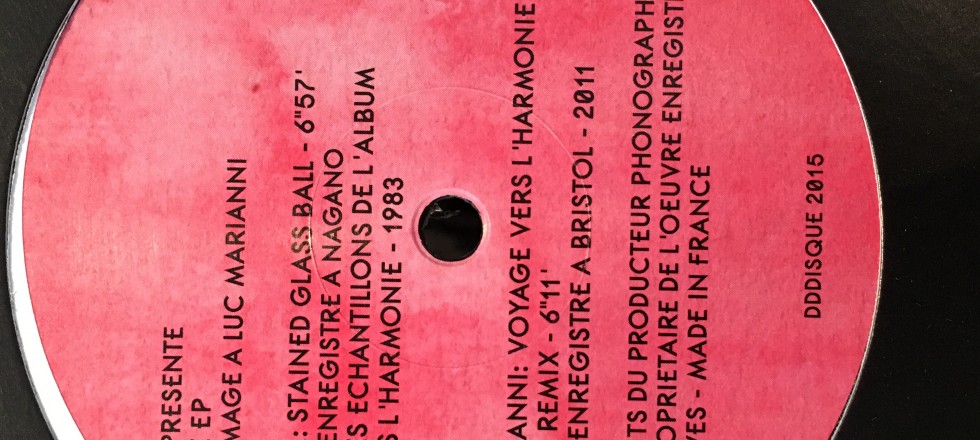 PRESENTE
EP
MAGE A LUC MARIANNI
: STAINED GLASS BALL - 6"57'
ENREGISTRE A NAGANO
S ECHANTILLONS DE L'ALBUM
S L'HARMONIE - 1983
ANNI: VOYAGE VERS L'HARMONIE
REMIX - 6"11'
ENREGISTRE A BRISTOL - 2011
TS DU PRODUCTEUR PHONOGRAPH
OPRIETAIRE DE L'OEUVRE ENREGIST
VES - MADE IN FRANCE
DDDISQUE 2015